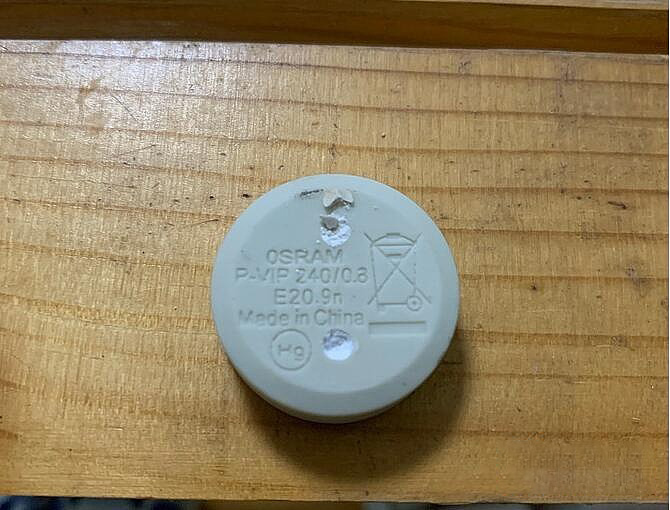 OSRAM
P-VIP 240/0.8
E20.9n
Made in China
Hg